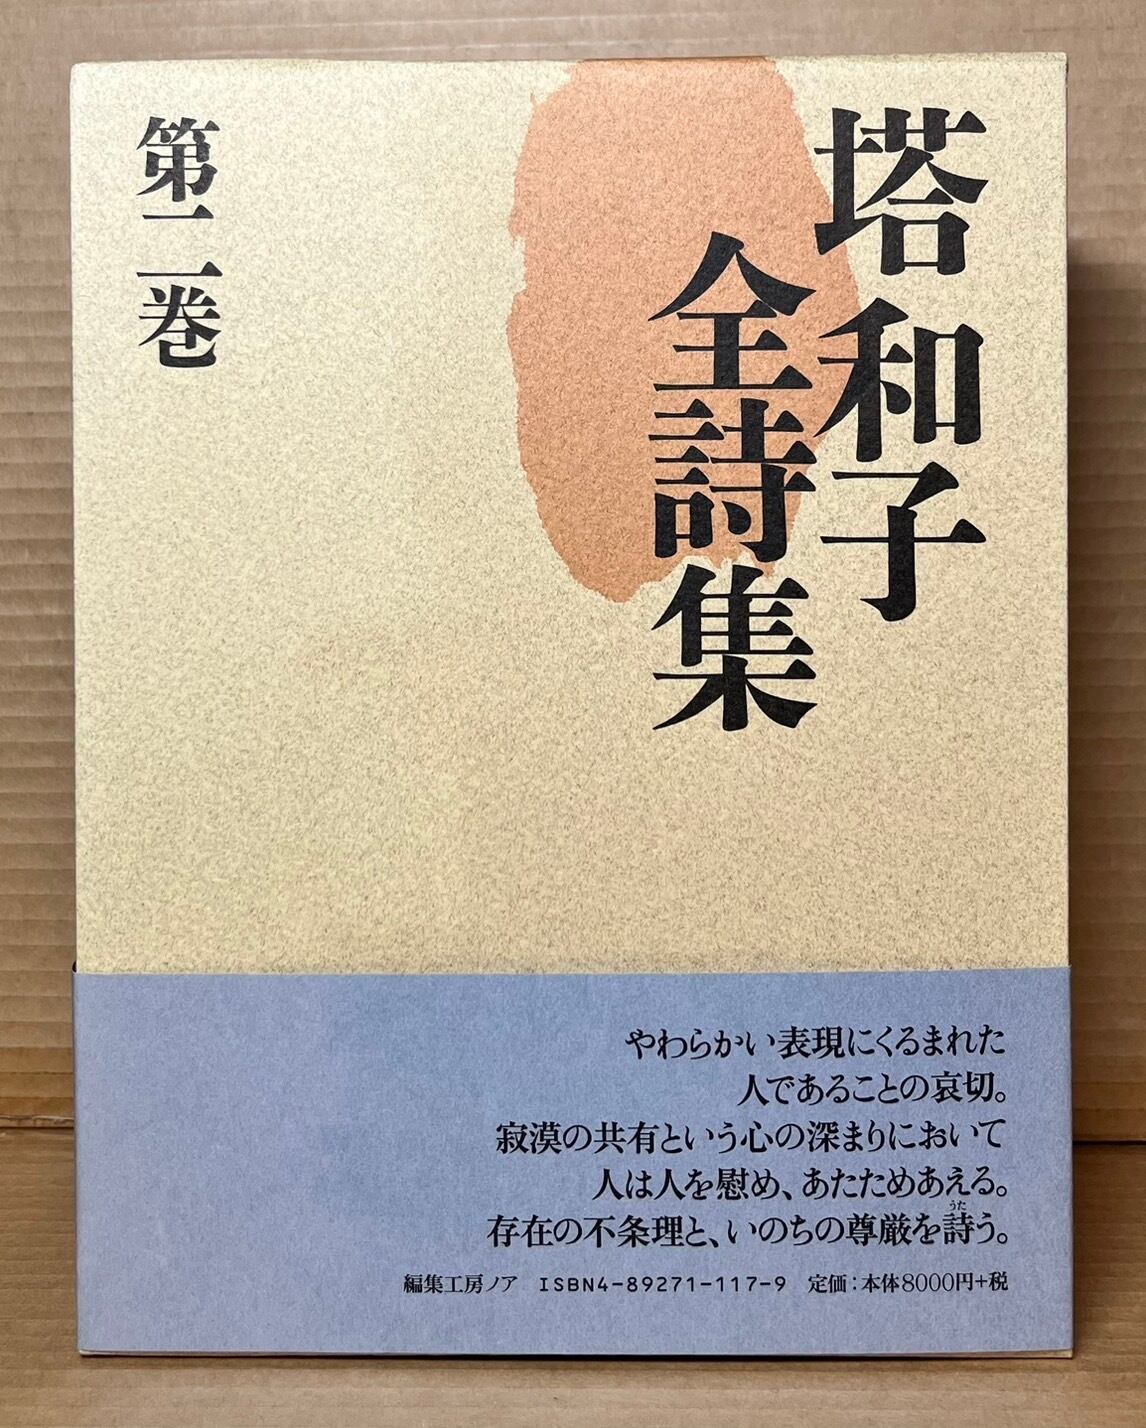 塔和子
全詩集
第二巻
やわらかい表現にくるまれた
人であることの哀切。
寂漠の共有という心の深まりにおいて
人は人を慰め、あたためあえる。
存在の不条理と、いのちの尊厳を詩う。
うた
編集工房ノア ISBN4-89271-117-9 定価:本体8000円+税